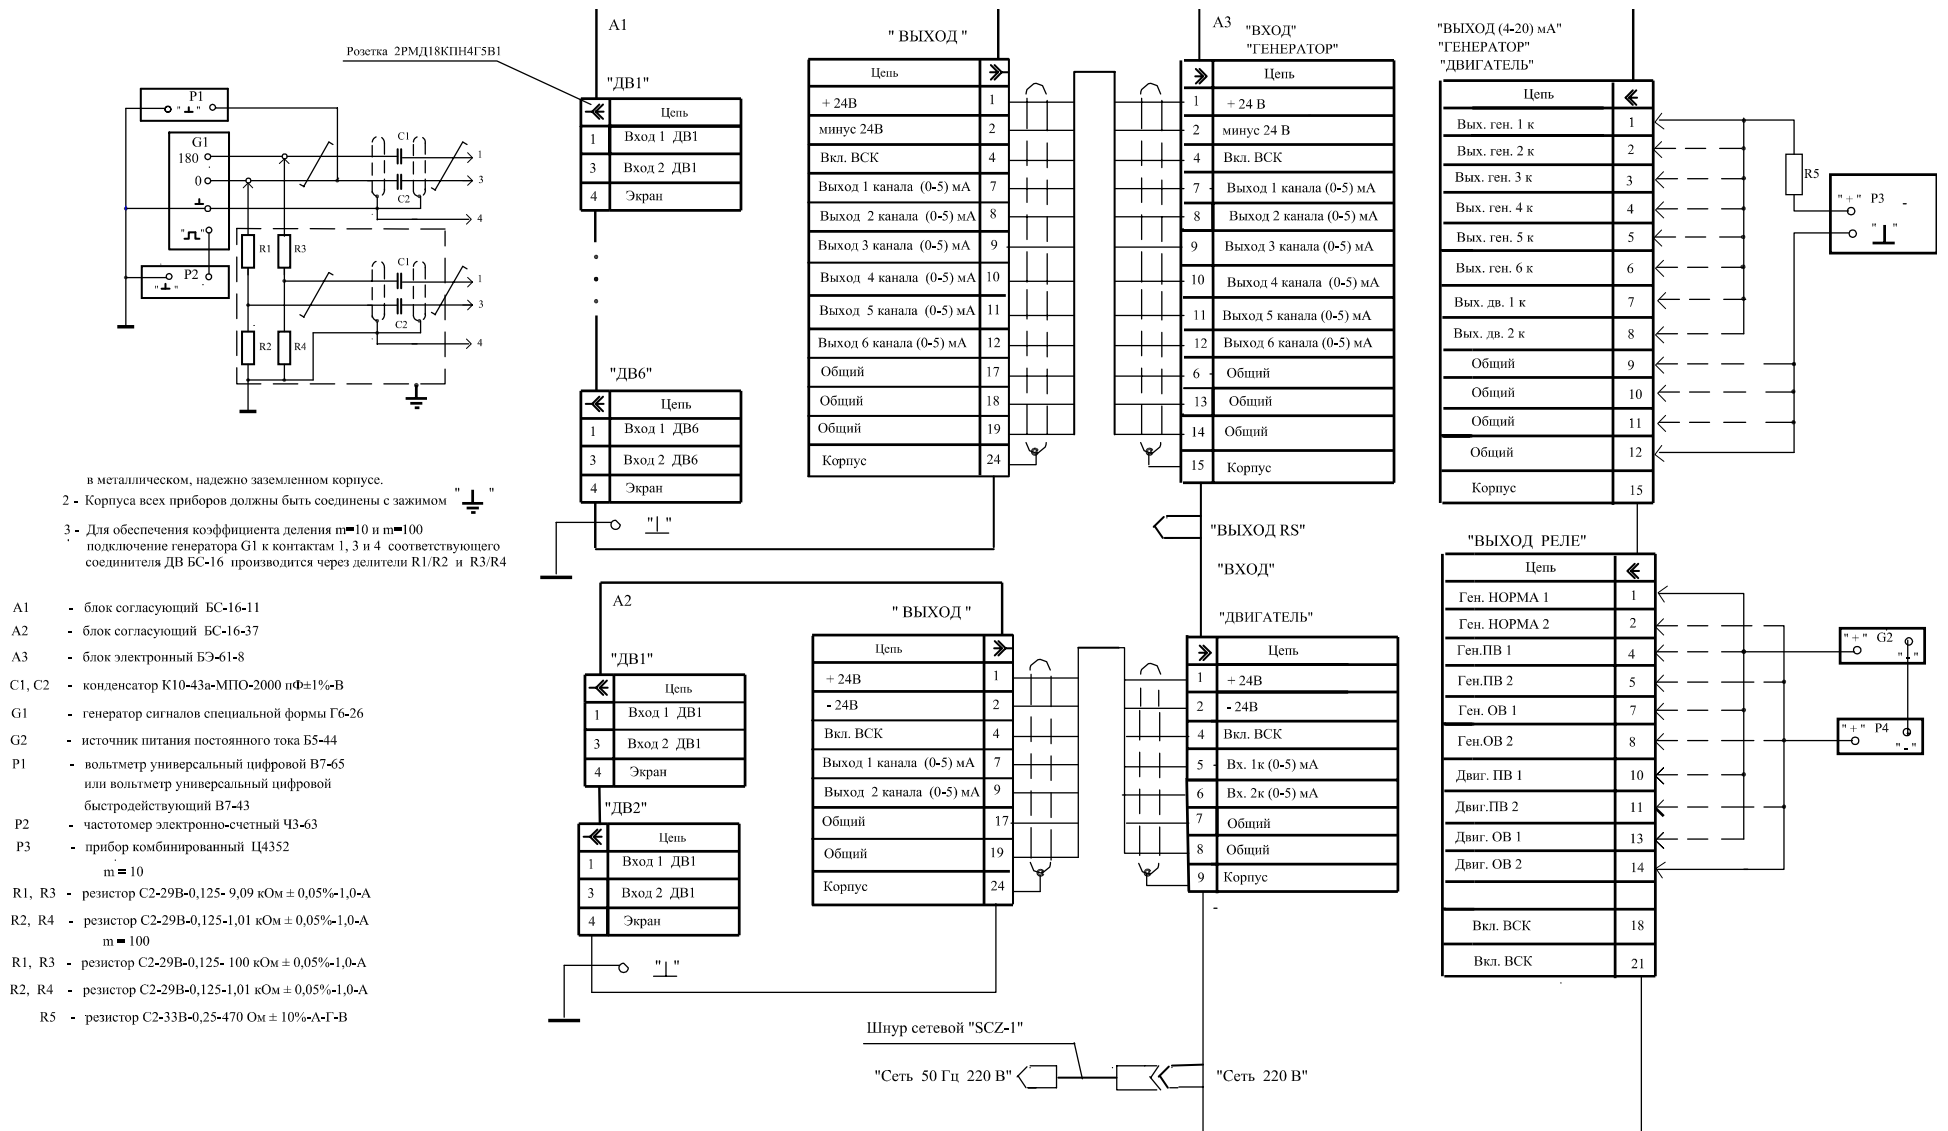 Розетка 2РМД18КПН4Г5В1
P1
"⊥"
G1
180
0
⊥
"⎍"
P2
"⊥"
C1
C2
1
3
4
R1
R3
R2
R4
C1
C2
1
3
4
в металлическом, надежно заземленном корпусе.
2 - Корпуса всех приборов должны быть соединены с зажимом "⏚"
3 - Для обеспечения коэффициента деления m=10 и m=100
подключение генератора G1 к контактам 1, 3 и 4 соответствующего
соединителя ДВ БС-16 производится через делители R1/R2 и R3/R4
A1 - блок согласующий БС-16-11
A2 - блок согласующий БС-16-37
A3 - блок электронный БЭ-61-8
C1, C2 - конденсатор К10-43а-МПО-2000 пФ±1%-В
G1 - генератор сигналов специальной формы Г6-26
G2 - источник питания постоянного тока Б5-44
P1 - вольтметр универсальный цифровой В7-65
или вольтметр универсальный цифровой
быстродействующий В7-43
P2 - частотомер электронно-счетный Ч3-63
P3 - прибор комбинированный Ц4352
m = 10
R1, R3 - резистор С2-29В-0,125- 9,09 кОм ± 0,05%-1,0-А
R2, R4 - резистор С2-29В-0,125-1,01 кОм ± 0,05%-1,0-А
m = 100
R1, R3 - резистор С2-29В-0,125- 100 кОм ± 0,05%-1,0-А
R2, R4 - резистор С2-29В-0,125-1,01 кОм ± 0,05%-1,0-А
R5 - резистор С2-33В-0,25-470 Ом ± 10%-А-Г-В
A1
"ДВ1"
Цепь
1 Вход 1 ДВ1
3 Вход 2 ДВ1
4 Экран
"ДВ6"
Цепь
1 Вход 1 ДВ6
3 Вход 2 ДВ6
4 Экран
"⊥"
" ВЫХОД "
Цепь
+ 24В 1
минус 24В 2
Вкл. ВСК 4
Выход 1 канала (0-5) мА 7
Выход 2 канала (0-5) мА 8
Выход 3 канала (0-5) мА 9
Выход 4 канала (0-5) мА 10
Выход 5 канала (0-5) мА 11
Выход 6 канала (0-5) мА 12
Общий 17
Общий 18
Общий 19
Корпус 24
A2
"ДВ1"
Цепь
1 Вход 1 ДВ1
3 Вход 2 ДВ1
4 Экран
"ДВ2"
Цепь
1 Вход 1 ДВ1
3 Вход 2 ДВ1
4 Экран
"⊥"
" ВЫХОД "
Цепь
+ 24В 1
- 24В 2
Вкл. ВСК 4
Выход 1 канала (0-5) мА 7
Выход 2 канала (0-5) мА 9
Общий 17
Общий 19
Корпус 24
A3
"ВХОД"
"ГЕНЕРАТОР"
Цепь
1 + 24 В
2 минус 24 В
4 Вкл. ВСК
7 Выход 1 канала (0-5) мА
8 Выход 2 канала (0-5) мА
9 Выход 3 канала (0-5) мА
10 Выход 4 канала (0-5) мА
11 Выход 5 канала (0-5) мА
12 Выход 6 канала (0-5) мА
6 Общий
13 Общий
14 Общий
15 Корпус
"ВЫХОД RS"
"ВХОД"
"ДВИГАТЕЛЬ"
Цепь
1 + 24В
2 - 24В
4 Вкл. ВСК
5 Вх. 1к (0-5) мА
6 Вх. 2к (0-5) мА
7 Общий
8 Общий
9 Корпус
Шнур сетевой "SCZ-1"
"Сеть 50 Гц 220 В"
"Сеть 220 В"
"ВЫХОД (4-20) мА"
"ГЕНЕРАТОР"
"ДВИГАТЕЛЬ"
Цепь
Вых. ген. 1 к 1
Вых. ген. 2 к 2
Вых. ген. 3 к 3
Вых. ген. 4 к 4
Вых. ген. 5 к 5
Вых. ген. 6 к 6
Вых. дв. 1 к 7
Вых. дв. 2 к 8
Общий 9
Общий 10
Общий 11
Общий 12
Корпус 15
R5
"+" P3 -
"⊥"
"ВЫХОД РЕЛЕ"
Цепь
Ген. НОРМА 1 1
Ген. НОРМА 2 2
Ген.ПВ 1 4
Ген.ПВ 2 5
Ген. ОВ 1 7
Ген.ОВ 2 8
Двиг. ПВ 1 10
Двиг.ПВ 2 11
Двиг. ОВ 1 13
Двиг. ОВ 2 14
Вкл. ВСК 18
Вкл. ВСК 21
"+" G2
"-"
"+" P4
"-"